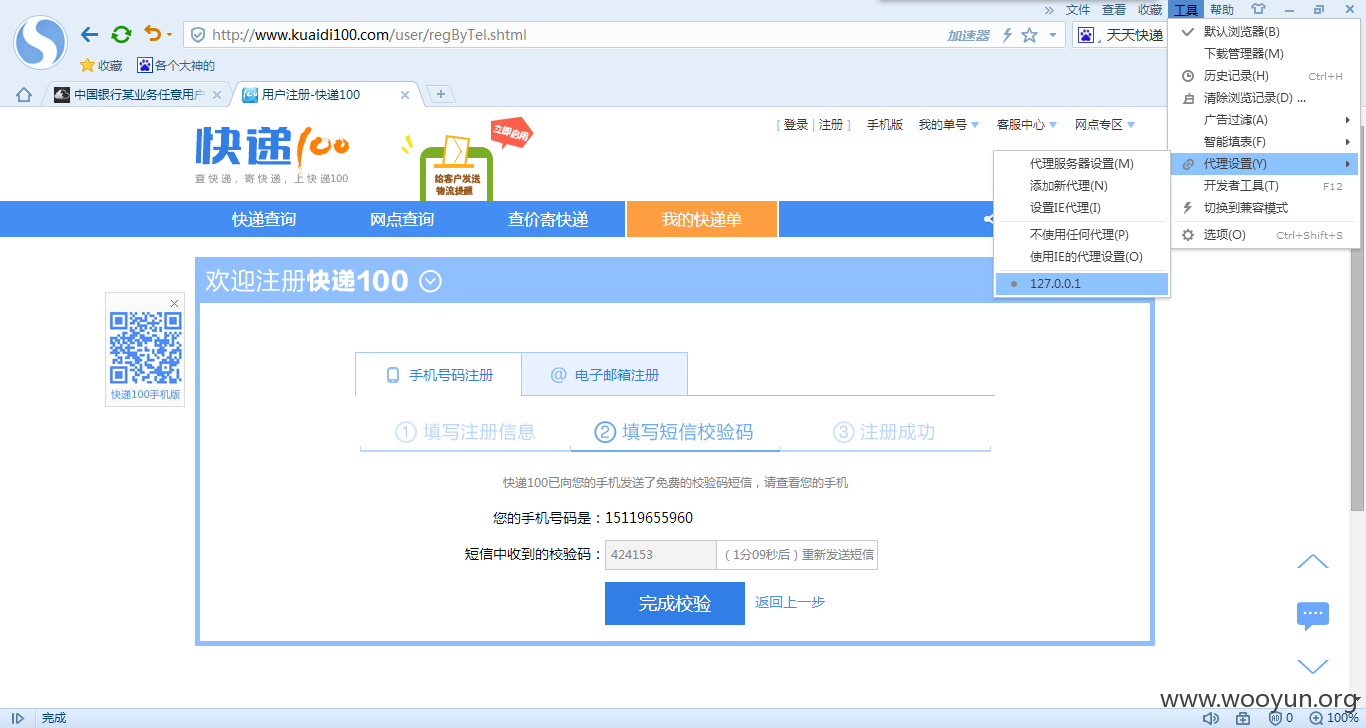 » 文件 查看 收藏 工具 帮助
http://www.kuaidi100.com/user/regByTel.shtml 加速器 天天快递
收藏 各个大神的
中国银行某业务任意用户 用户注册-快递100
默认浏览器(B)
下载管理器(M)
历史记录(H) Ctrl+H
清除浏览记录(D) ...
广告过滤(A)
智能填表(F)
代理设置(Y)
开发者工具(T) F12
切换到兼容模式
选项(O) Ctrl+Shift+S
代理服务器设置(M)
添加新代理(N)
设置IE代理(I)
不使用任何代理(P)
使用IE的代理设置(O)
127.0.0.1
[ 登录 | 注册 ] 手机版 我的单号 客服中心 网点专区
快递100
查快递，寄快递，上快递100
立即启用
给客户发送
物流提醒
快递查询 网点查询 查价寄快递 我的快递单
欢迎注册快递100
快递100手机版
手机号码注册 @ 电子邮箱注册
1 填写注册信息 2 填写短信校验码 3 注册成功
快递100已向您的手机发送了免费的校验码短信，请查看您的手机
您的手机号码是：15119655960
短信中收到的校验码： 424153 （1分09秒后）重新发送短信
完成校验 返回上一步
www.wooyun.org
完成 0 100%